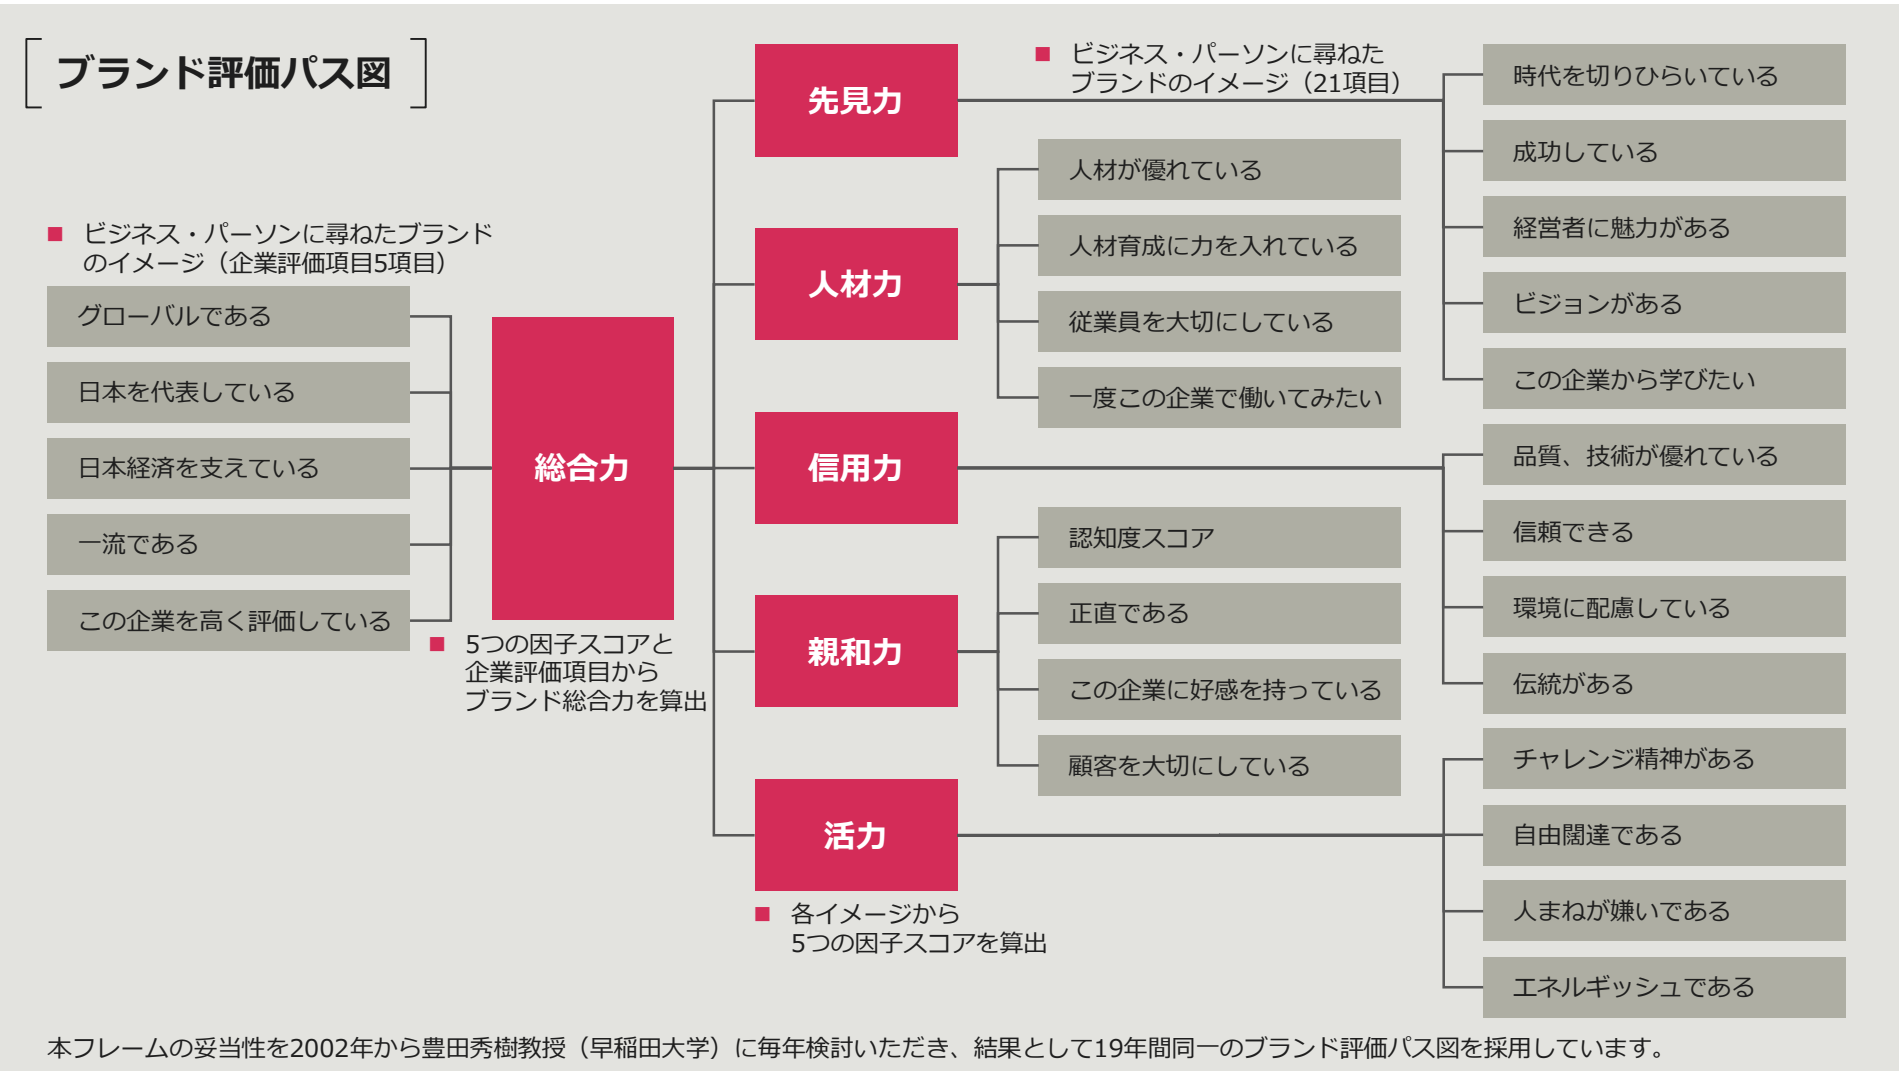 ブランド評価パス図
■ ビジネス・パーソンに尋ねたブランド
のイメージ（企業評価項目5項目）
グローバルである
日本を代表している
日本経済を支えている
一流である
この企業を高く評価している
総合力
■ 5つの因子スコアと
企業評価項目から
ブランド総合力を算出
先見力
人材力
信用力
親和力
活力
■ 各イメージから
5つの因子スコアを算出
■ ビジネス・パーソンに尋ねた
ブランドのイメージ（21項目）
人材が優れている
人材育成に力を入れている
従業員を大切にしている
一度この企業で働いてみたい
認知度スコア
正直である
この企業に好感を持っている
顧客を大切にしている
時代を切りひらいている
成功している
経営者に魅力がある
ビジョンがある
この企業から学びたい
品質、技術が優れている
信頼できる
環境に配慮している
伝統がある
チャレンジ精神がある
自由闊達である
人まねが嫌いである
エネルギッシュである
本フレームの妥当性を2002年から豊田秀樹教授（早稲田大学）に毎年検討いただき、結果として19年間同一のブランド評価パス図を採用しています。